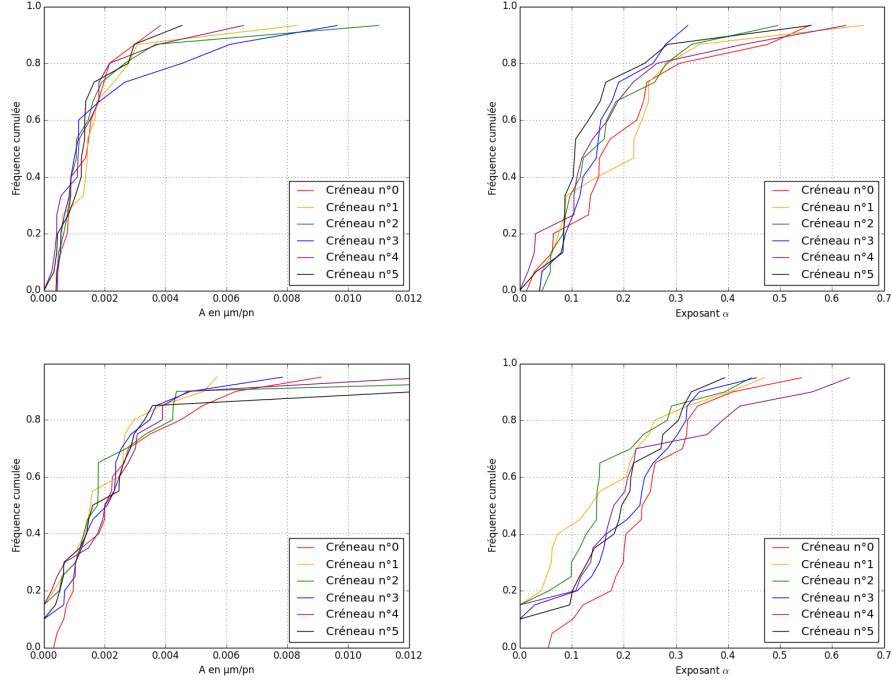 1.0
0.8
0.6
0.4
0.2
0.0
Fréquence cumulée
Créneau n°0
Créneau n°1
Créneau n°2
Créneau n°3
Créneau n°4
Créneau n°5
0.000 0.002 0.004 0.006 0.008 0.010 0.012
A en µm/pn
1.0
0.8
0.6
0.4
0.2
0.0
Fréquence cumulée
Créneau n°0
Créneau n°1
Créneau n°2
Créneau n°3
Créneau n°4
Créneau n°5
0.0 0.1 0.2 0.3 0.4 0.5 0.6 0.7
Exposant α
0.8
0.6
0.4
0.2
0.0
Fréquence cumulée
Créneau n°0
Créneau n°1
Créneau n°2
Créneau n°3
Créneau n°4
Créneau n°5
0.000 0.002 0.004 0.006 0.008 0.010 0.012
A en µm/pn
1.0
0.8
0.6
0.4
0.2
0.0
Fréquence cumulée
Créneau n°0
Créneau n°1
Créneau n°2
Créneau n°3
Créneau n°4
Créneau n°5
0.0 0.1 0.2 0.3 0.4 0.5 0.6 0.7
Exposant α